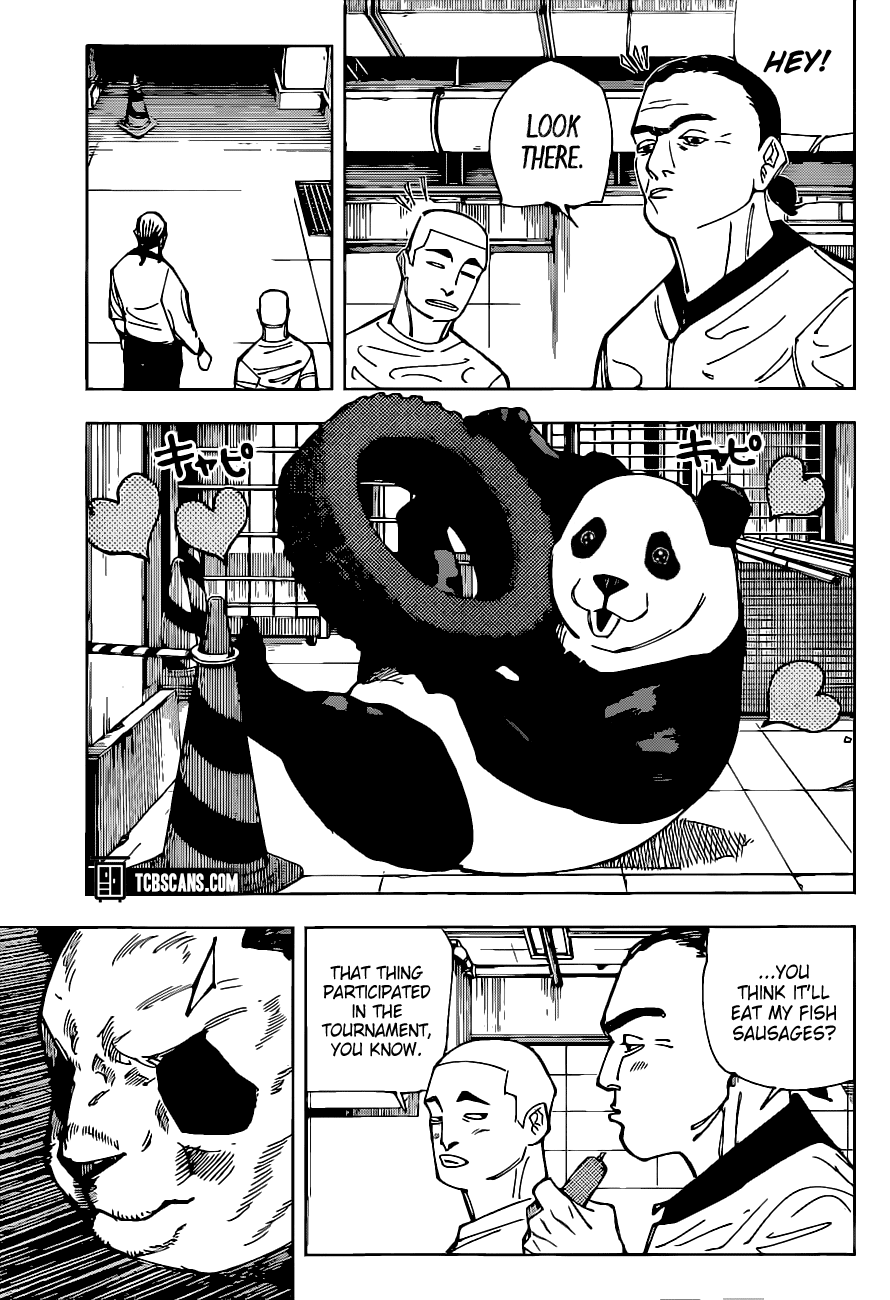 HEY!
LOOK
THERE.
キャピ
キャピ
TCBSCANS.COM
...YOU
THINK IT'LL
EAT MY FISH
SAUSAGES?
THAT THING
PARTICIPATED
IN THE
TOURNAMENT,
YOU KNOW.